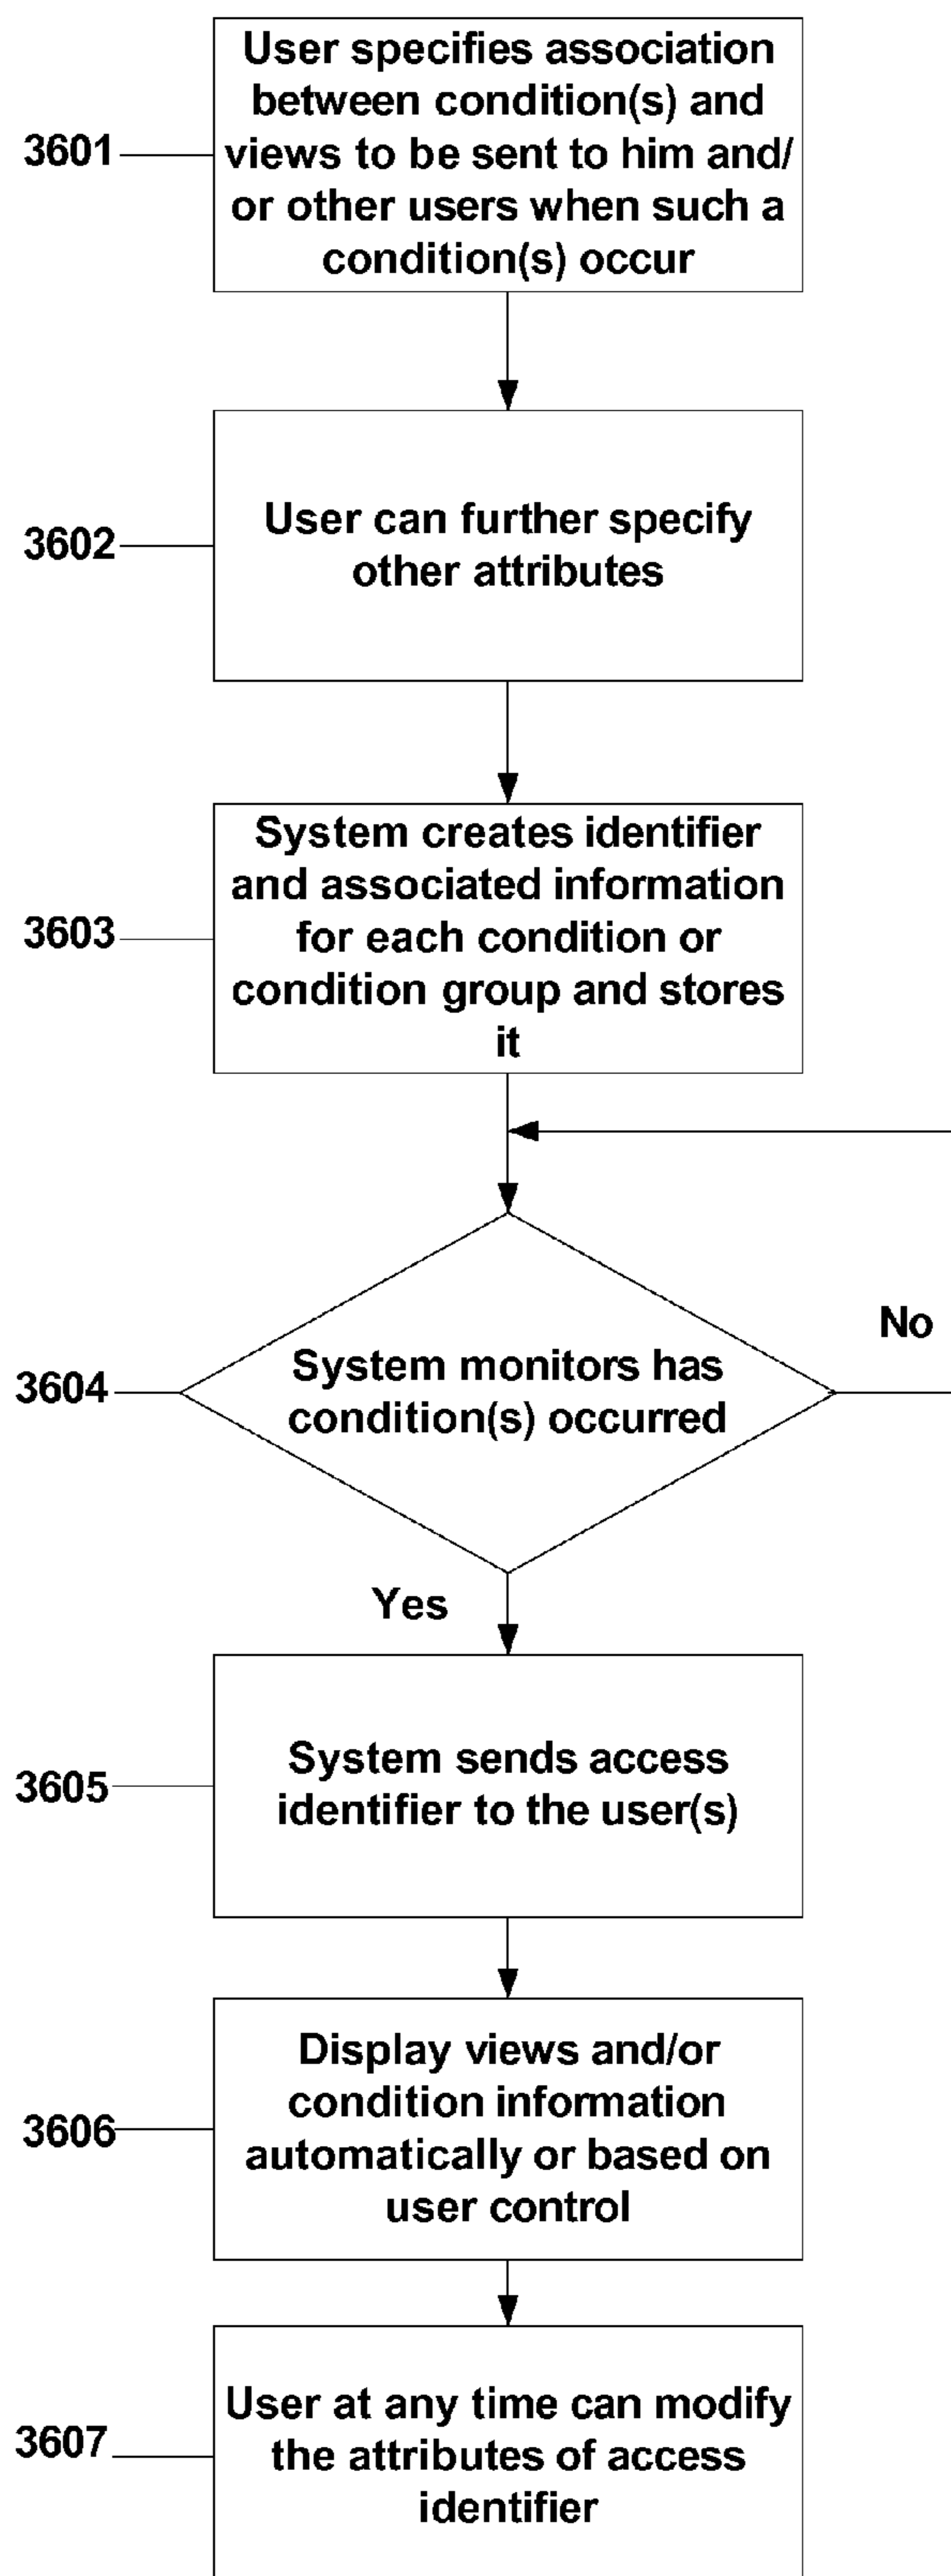 User specifies association
between condition(s) and
3601
views to be sent to him and/
or other users when such a
condition(s) occur
3602
User can further specify
other attributes
System creates identifier
and associated information
3603
for each condition or
condition group and stores
it
No
3604
System monitors has
condition(s) occurred
Yes
3605
System sends access
identifier to the user(s)
Display views and/or
condition information
3606
automatically or based on
user control
User at any time can modify
3607
the attributes of access
identifier